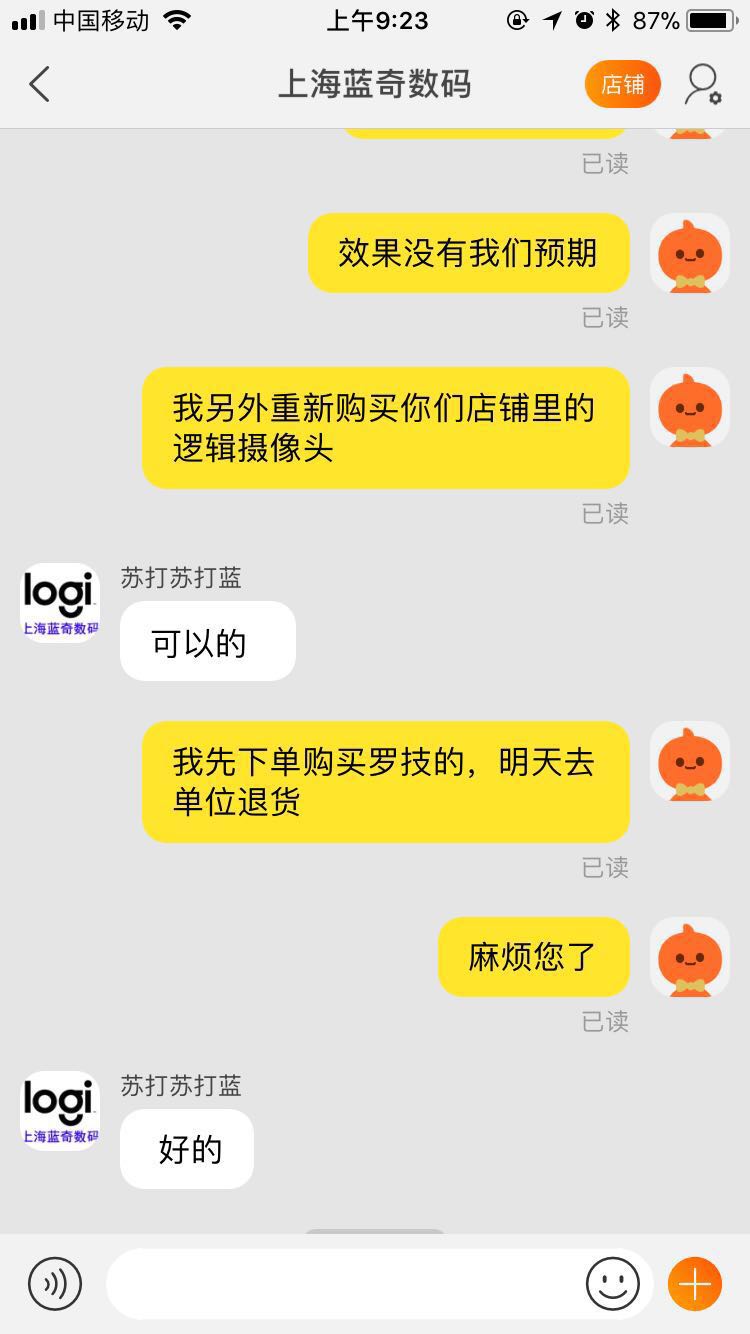 中国移动
上午9:23
87%
上海蓝奇数码
店铺
已读
效果没有我们预期
已读
我另外重新购买你们店铺里的
逻辑摄像头
已读
logi
上海蓝奇数码
苏打苏打蓝
可以的
我先下单购买罗技的，明天去
单位退货
已读
麻烦您了
已读
logi
上海蓝奇数码
苏打苏打蓝
好的